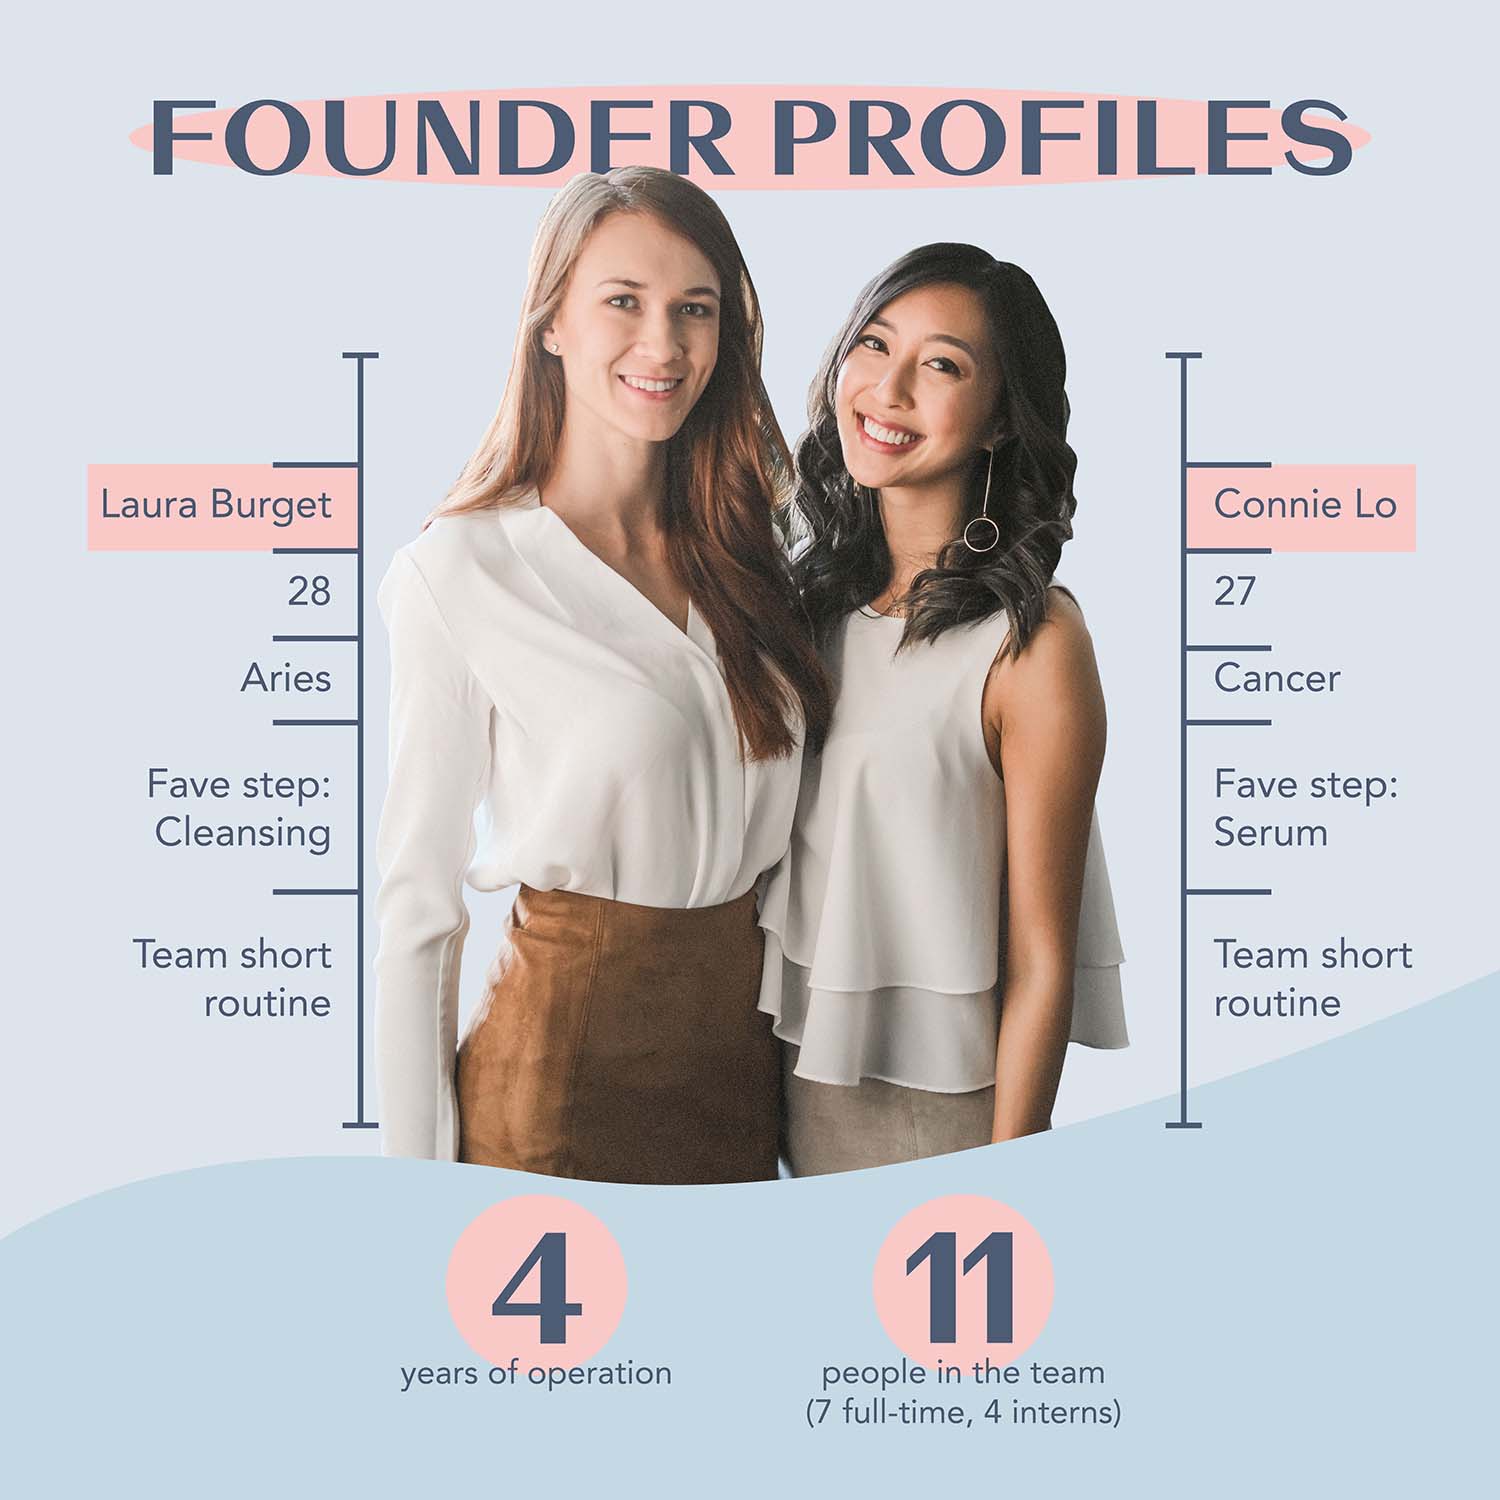 FOUNDER PROFILES
Laura Burget
28
Aries
Fave step:
Cleansing
Team short
routine
Connie Lo
27
Cancer
Fave step:
Serum
Team short
routine
4
years of operation
11
people in the team
(7 full-time, 4 interns)